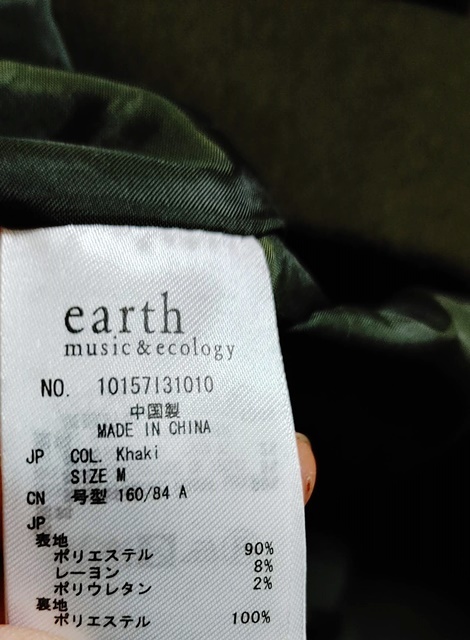 earth
music & ecology
NO. 10157131010
中国製
MADE IN CHINA
JP COL. Khaki
SIZE M
CN 号型 160/84 A
JP
表地
ポリエステル 90%
レーヨン 8%
ポリウレタン 2%
裏地
ポリエステル 100%